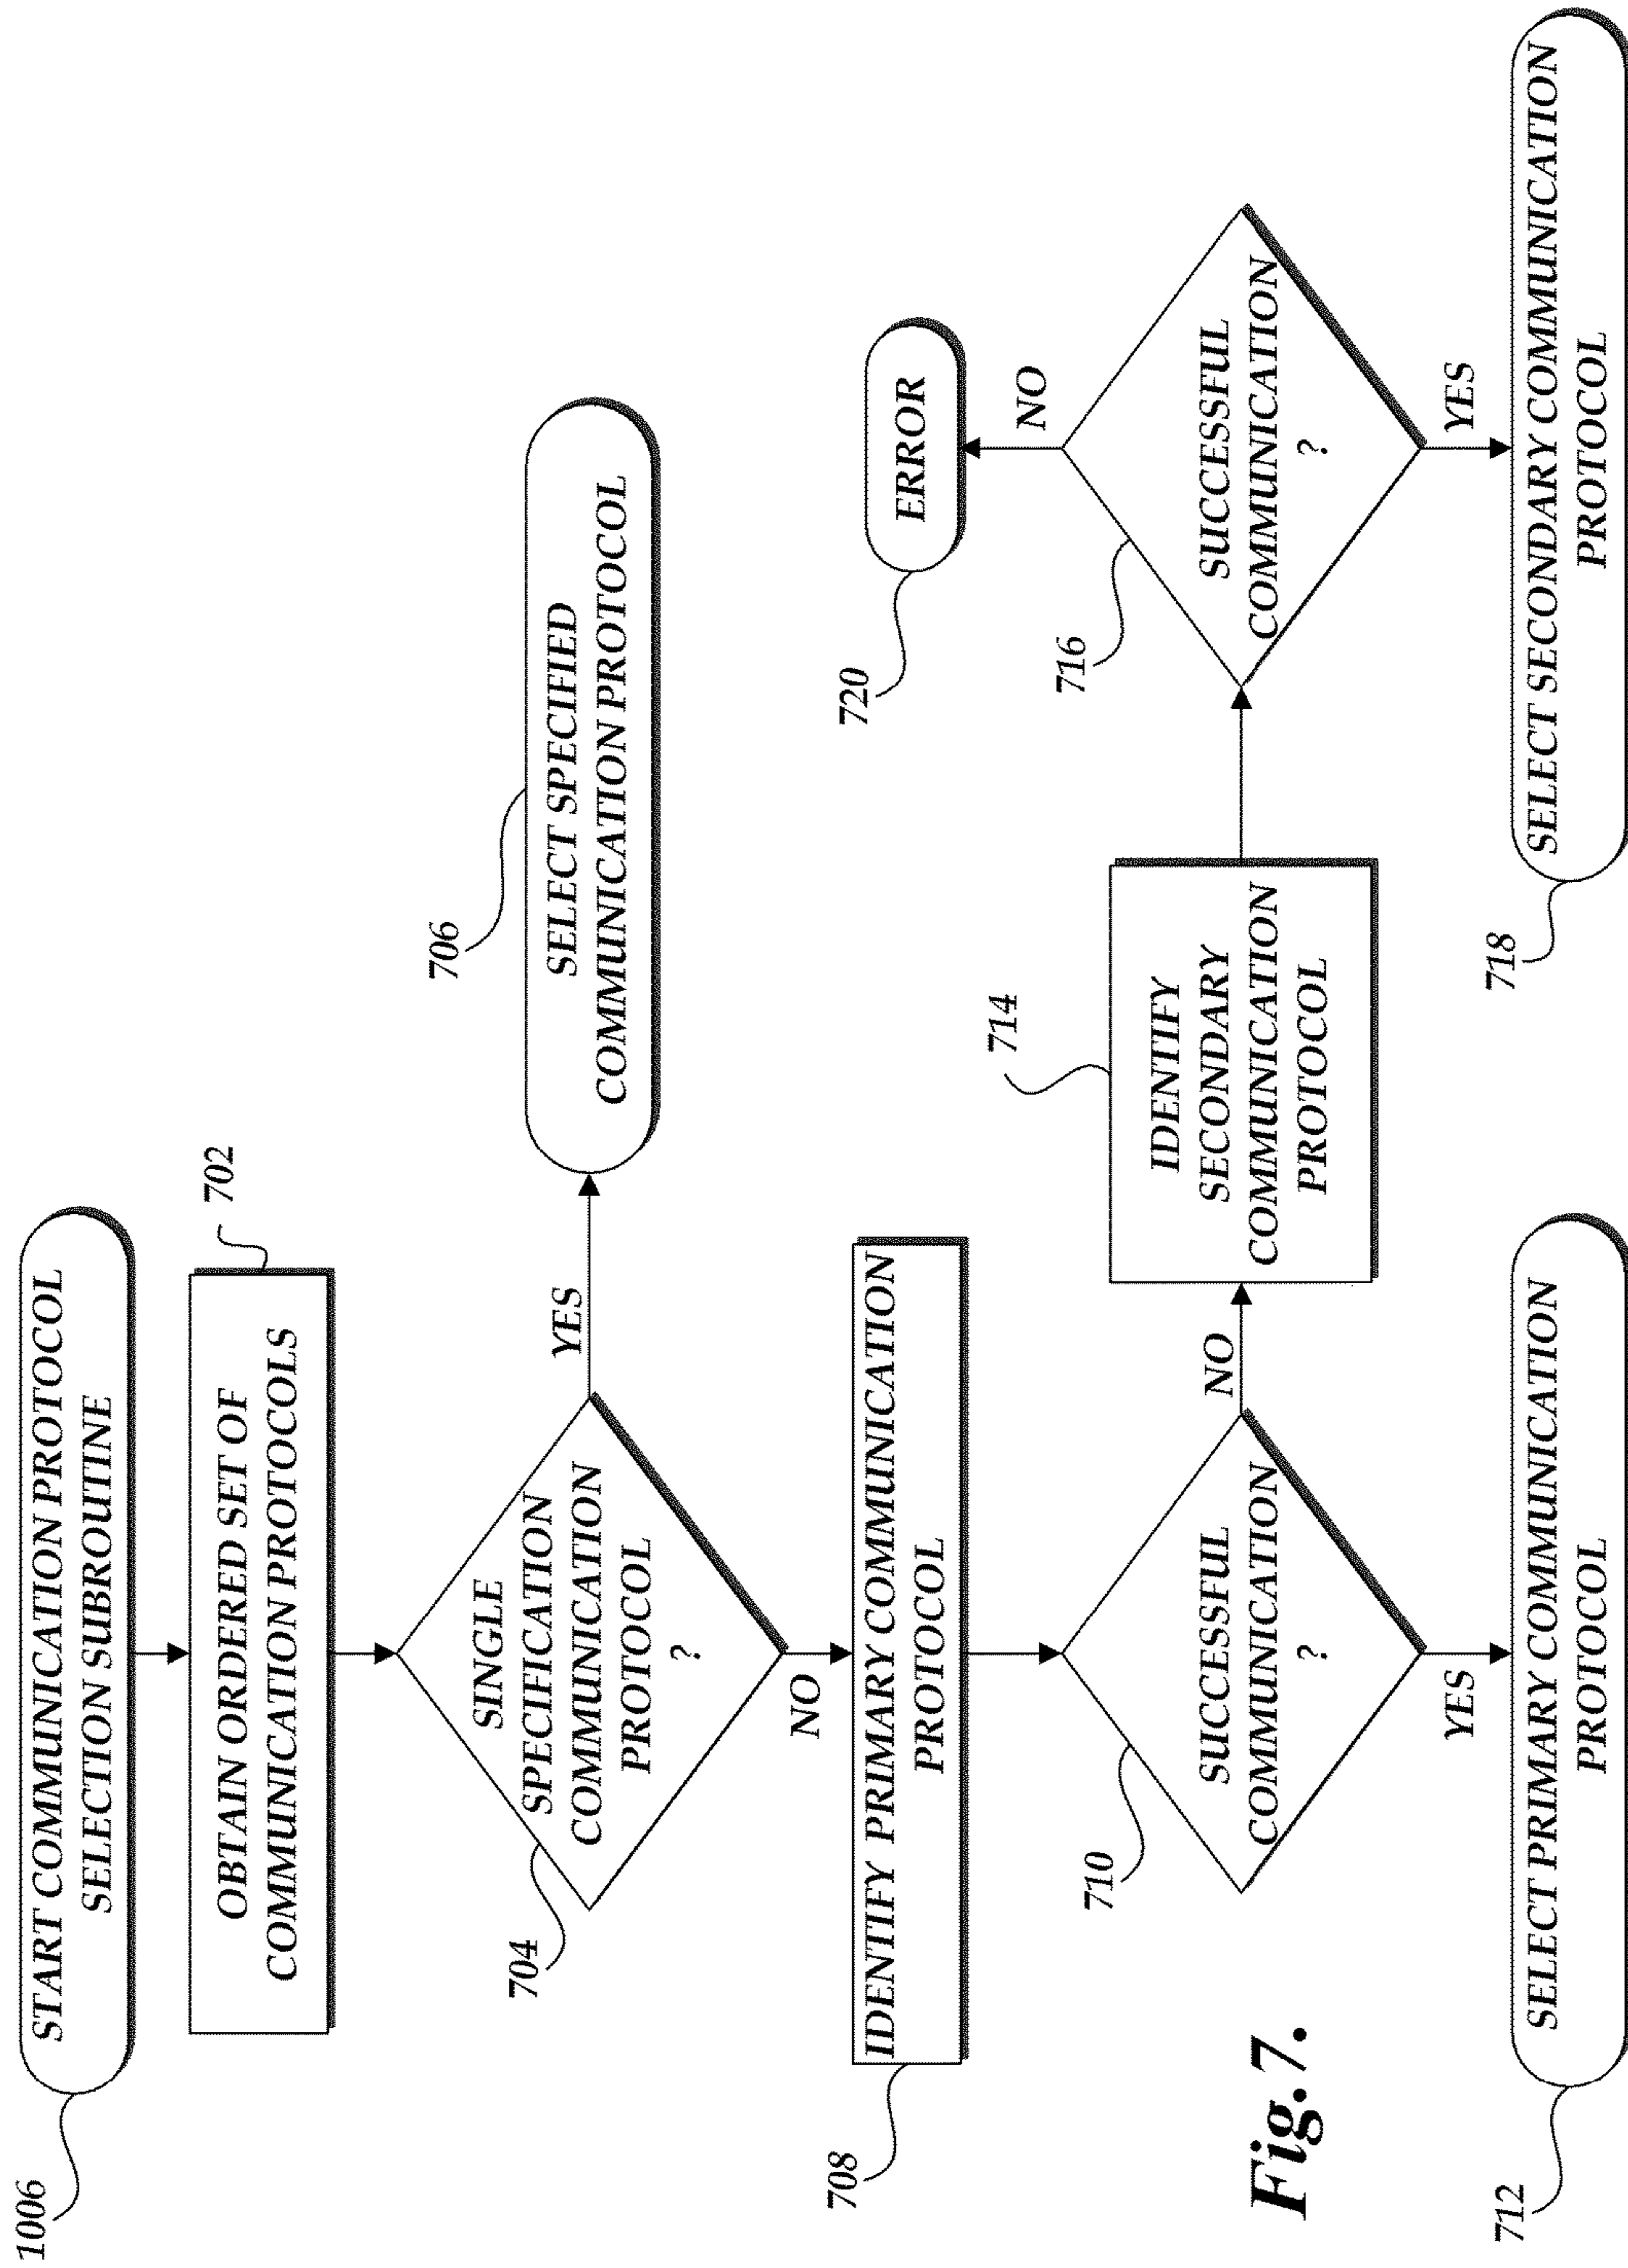 1006
START COMMUNICATION PROTOCOL
SELECTION SUBROUTINE
702
OBTAIN ORDERED SET OF
COMMUNICATION PROTOCOLS
704
SINGLE
SPECIFICATION
COMMUNICATION
PROTOCOL
?
YES
706
SELECT SPECIFIED
COMMUNICATION PROTOCOL
NO
708
IDENTIFY PRIMARY COMMUNICATION
PROTOCOL
710
SUCCESSFUL
COMMUNICATION
?
NO
714
IDENTIFY
SECONDARY
COMMUNICATION
PROTOCOL
716
SUCCESSFUL
COMMUNICATION
?
NO
720
ERROR
YES
712
SELECT PRIMARY COMMUNICATION
PROTOCOL
YES
718
SELECT SECONDARY COMMUNICATION
PROTOCOL
Fig.7.